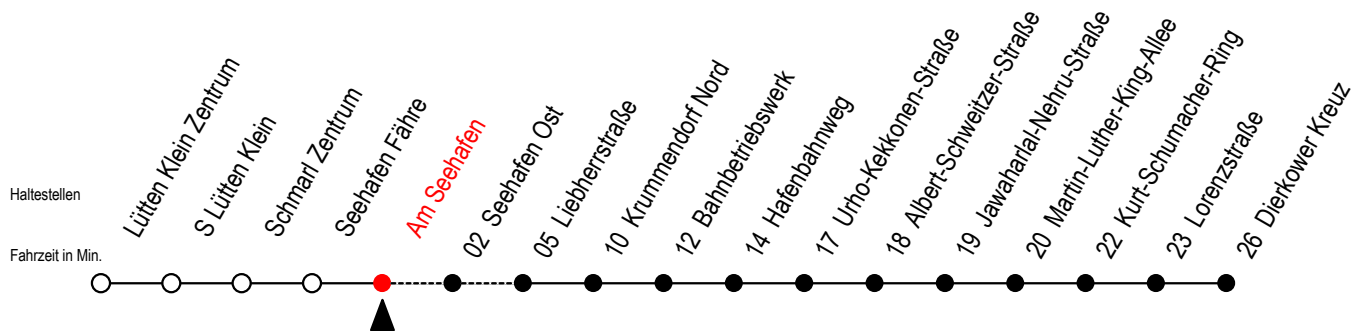 Haltestellen
Fahrzeit in Min.
Lütten Klein Zentrum
S Lütten Klein
Schmarl Zentrum
Seehafen Fähre
Am Seehafen
02 Seehafen Ost
05 Liebherrstraße
10 Krummendorf Nord
12 Bahnbetriebswerk
14 Hafenbahnweg
17 Urho-Kekkonen-Straße
18 Albert-Schweitzer-Straße
19 Jawaharlal-Nehru-Straße
20 Martin-Luther-King-Allee
22 Kurt-Schumacher-Ring
23 Lorenzstraße
26 Dierkower Kreuz